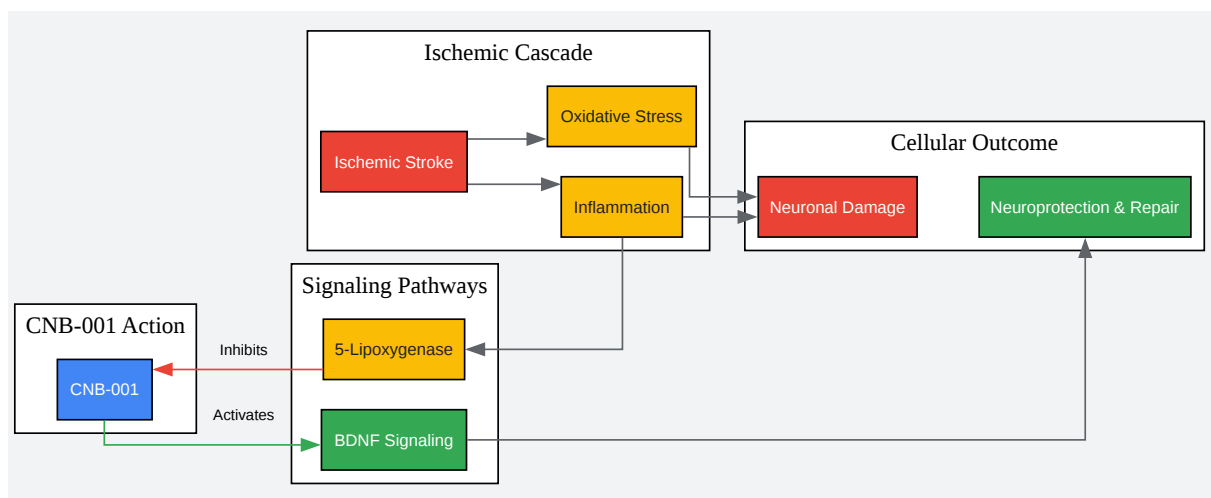 Ischemic Cascade
Oxidative Stress
Ischemic Stroke
Inflammation
Cellular Outcome
Neuronal Damage
Neuroprotection & Repair
Signaling Pathways
5-Lipoxygenase
BDNF Signaling
CNB-001 Action
CNB-001
Inhibits
Activates